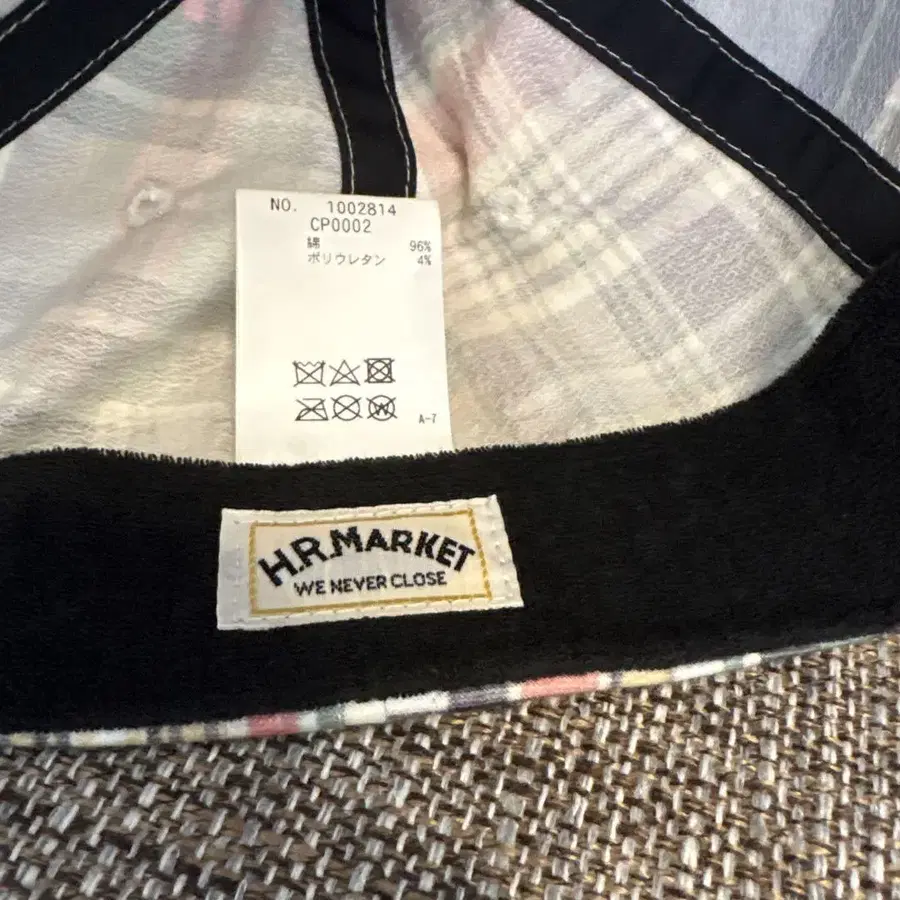 NO. 1002814
CP0002
綿 96%
ポリウレタン 4%
W
A-7
H.R.MARKET
WE NEVER CLOSE